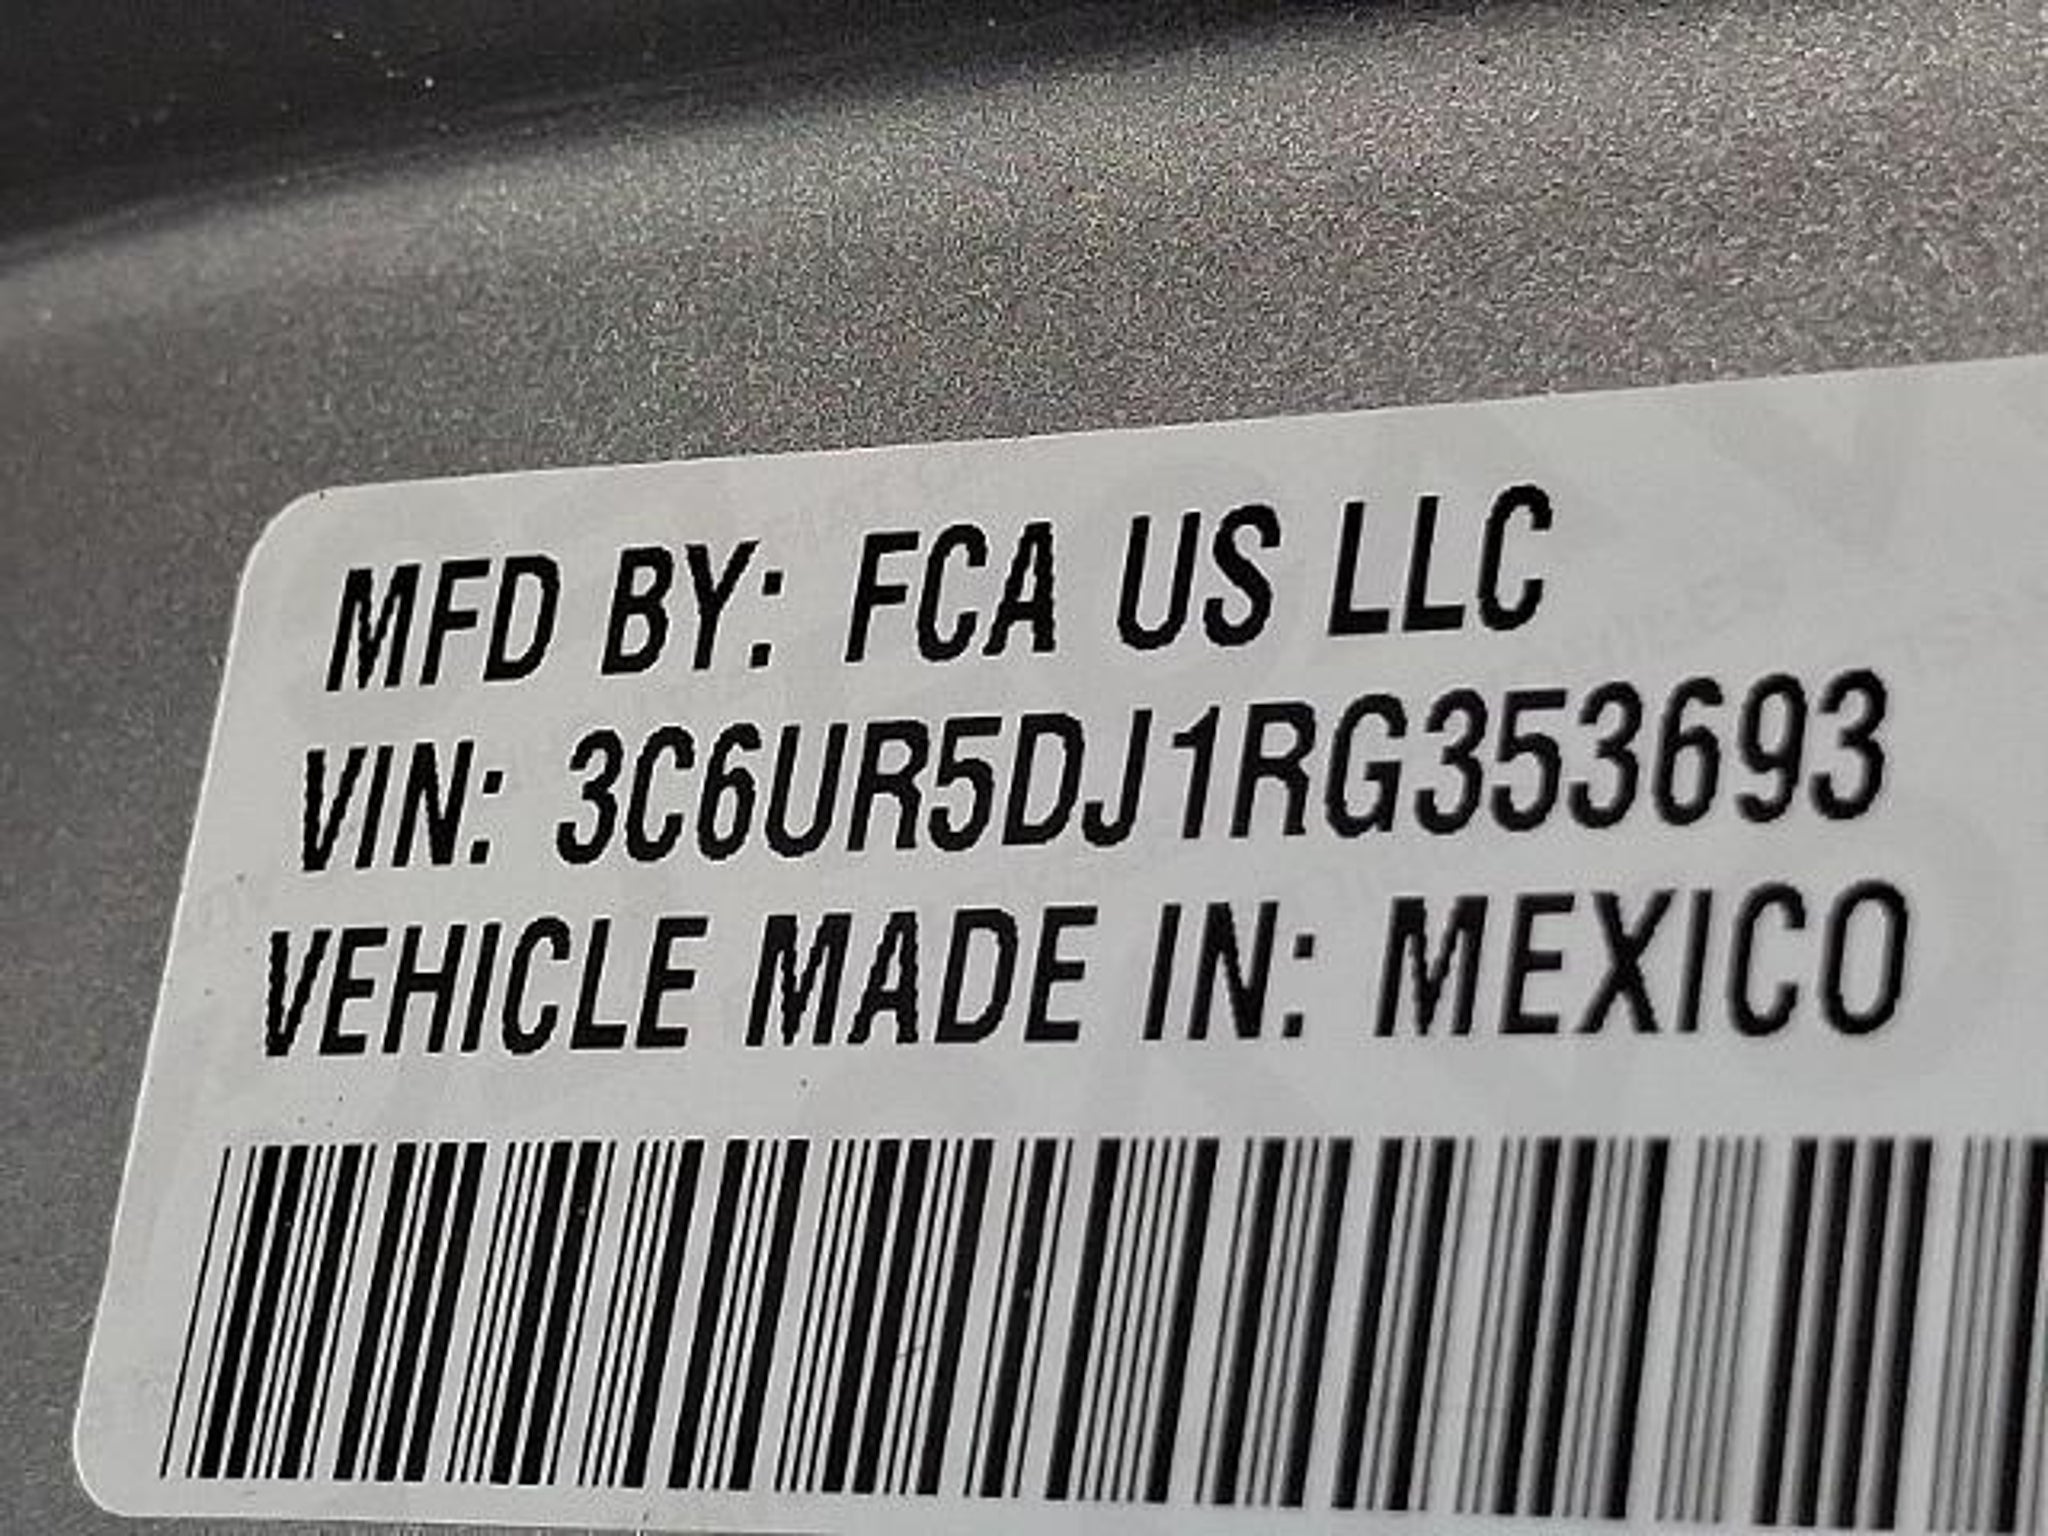 MFD BY: FCA US LLC
VIN: 3C6UR5DJ1RG353693
VEHICLE MADE IN: MEXICO